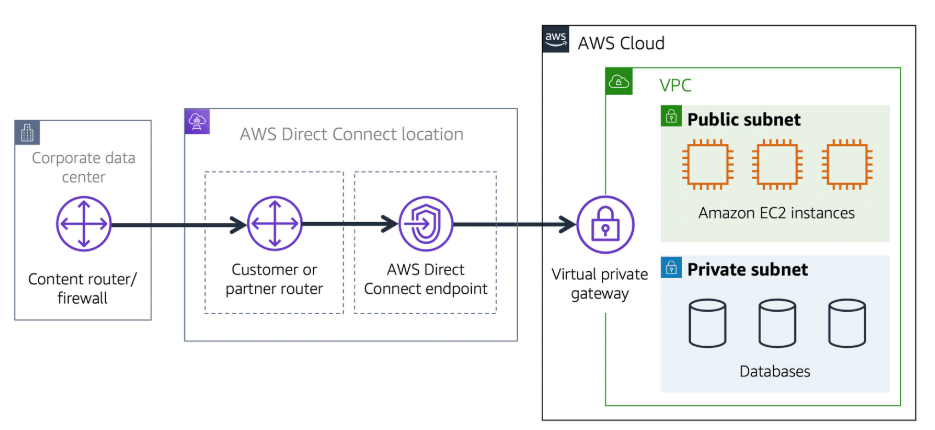 Corporate data
center
Content router/
firewall
AWS Direct Connect location
Customer or
partner router
AWS Direct
Connect endpoint
aws
AWS Cloud
VPC
Virtual private
gateway
Public subnet
Amazon EC2 instances
Private subnet
Databases